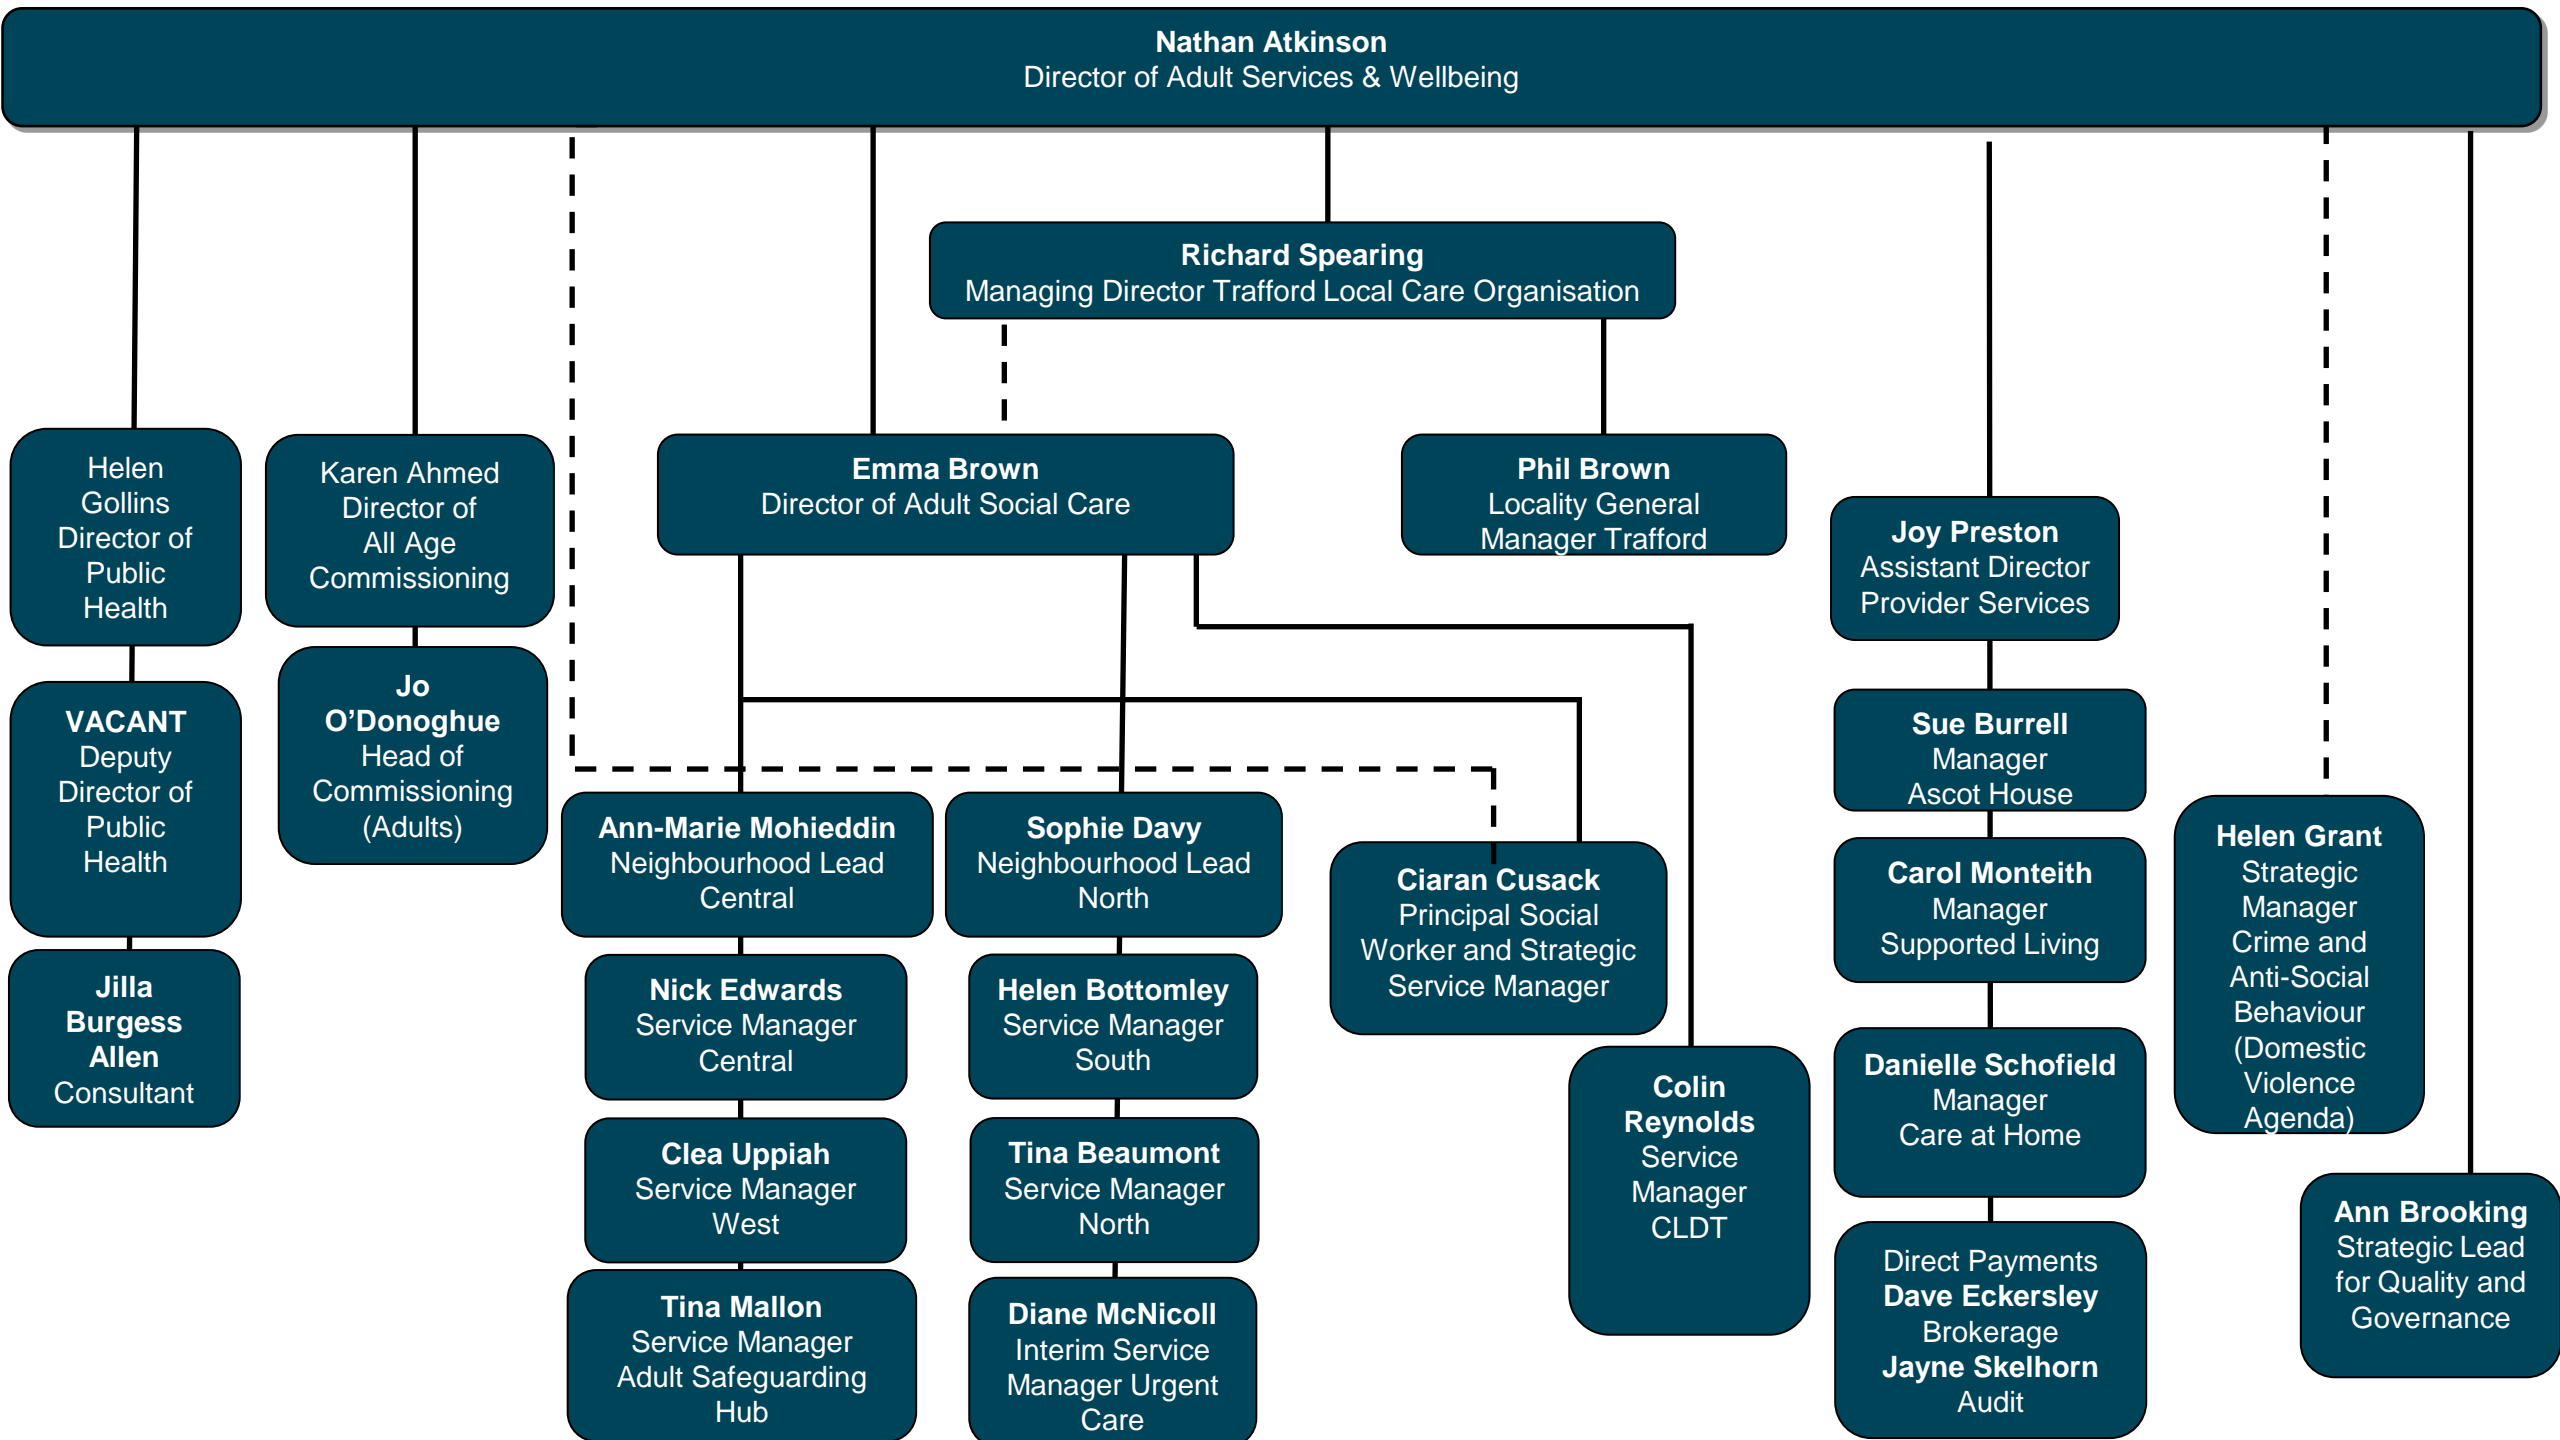 Nathan Atkinson
Director of Adult Services & Wellbeing
Richard Spearing
Managing Director Trafford Local Care Organisation
Helen
Gollins
Director of
Public
Health
Karen Ahmed
Director of
All Age
Commissioning
Emma Brown
Director of Adult Social Care
Phil Brown
Locality General
Manager Trafford
Joy Preston
Assistant Director
Provider Services
VACANT
Deputy
Director of
Public
Health
Jo
O’Donoghue
Head of
Commissioning
(Adults)
Sue Burrell
Manager
Ascot House
Ann-Marie Mohieddin
Neighbourhood Lead
Central
Sophie Davy
Neighbourhood Lead
North
Ciaran Cusack
Principal Social
Worker and Strategic
Service Manager
Carol Monteith
Manager
Supported Living
Helen Grant
Strategic
Manager
Crime and
Anti-Social
Behaviour
(Domestic
Violence
Agenda)
Jilla
Burgess
Allen
Consultant
Nick Edwards
Service Manager
Central
Helen Bottomley
Service Manager
South
Colin
Reynolds
Service
Manager
CLDT
Danielle Schofield
Manager
Care at Home
Clea Uppiah
Service Manager
West
Tina Beaumont
Service Manager
North
Ann Brooking
Strategic Lead
for Quality and
Governance
Tina Mallon
Service Manager
Adult Safeguarding
Hub
Diane McNicoll
Interim Service
Manager Urgent
Care
Direct Payments
Dave Eckersley
Brokerage
Jayne Skelhorn
Audit